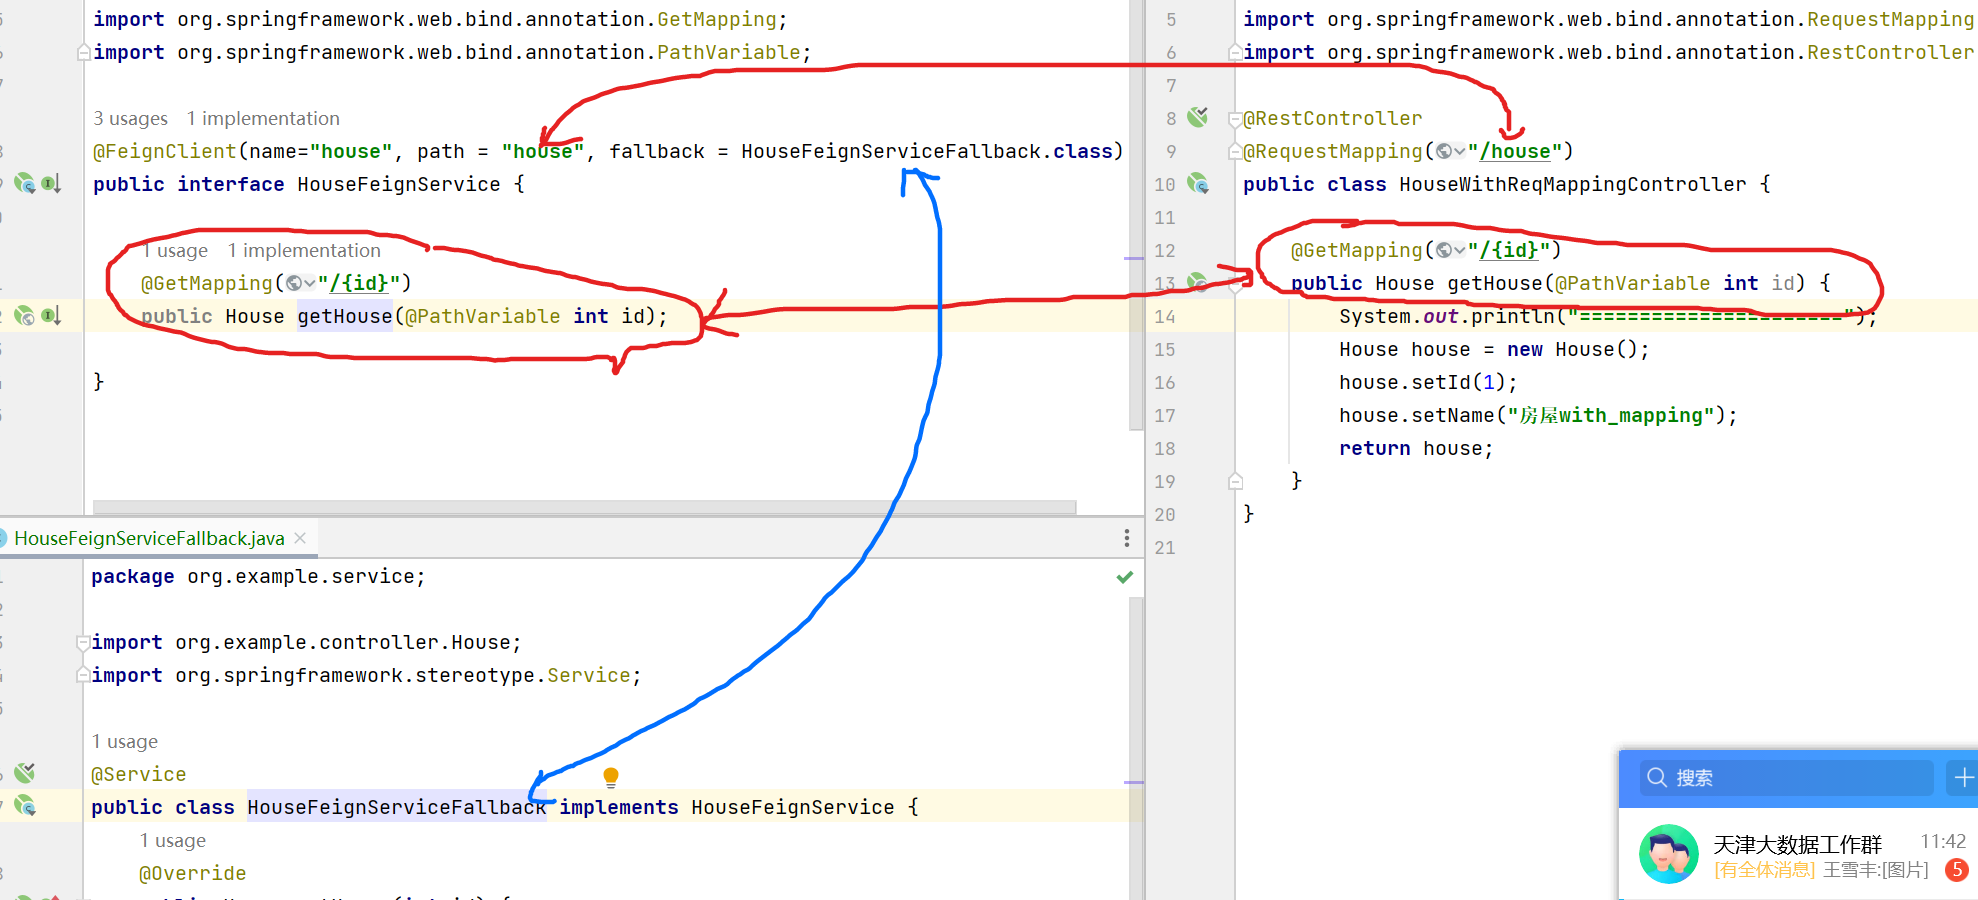 import org.springframework.web.bind.annotation.GetMapping;
import org.springframework.web.bind.annotation.PathVariable;
3 usages 1 implementation
@FeignClient(name="house", path = "house", fallback = HouseFeignServiceFallback.class)
public interface HouseFeignService {
1 usage 1 implementation
@GetMapping("/{id}")
public House getHouse(@PathVariable int id);
}
HouseFeignServiceFallback.java
package org.example.service;
import org.example.controller.House;
import org.springframework.stereotype.Service;
1 usage
@Service
public class HouseFeignServiceFallback implements HouseFeignService {
1 usage
@Override
5 import org.springframework.web.bind.annotation.RequestMapping
6 import org.springframework.web.bind.annotation.RestController
7
8 @RestController
9 @RequestMapping("/house")
10 public class HouseWithReqMappingController {
11
12 @GetMapping("/{id}")
13 public House getHouse(@PathVariable int id) {
14 System.out.println("======================");
15 House house = new House();
16 house.setId(1);
17 house.setName("房屋with_mapping");
18 return house;
19 }
20 }
21
搜索
天津大数据工作群 11:42
[有全体消息] 王雪丰:[图片] 5